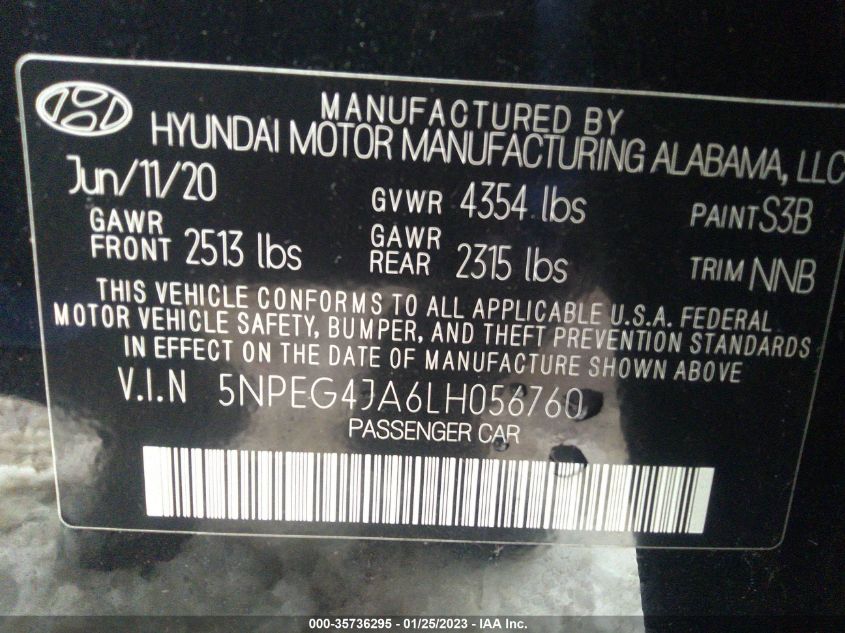 MANUFACTURED BY
HYUNDAI MOTOR MANUFACTURING ALABAMA, LLC
Jun/11/20
GVWR 4354 lbs
PAINT S3B
GAWR
FRONT 2513 lbs
GAWR
REAR 2315 lbs
TRIM NNB
THIS VEHICLE CONFORMS TO ALL APPLICABLE U.S.A. FEDERAL
MOTOR VEHICLE SAFETY, BUMPER, AND THEFT PREVENTION STANDARDS
IN EFFECT ON THE DATE OF MANUFACTURE SHOWN ABOVE
V.I.N 5NPEG4JA6LH056760
PASSENGER CAR
000-35736295 - 01/25/2023 - IAA Inc.